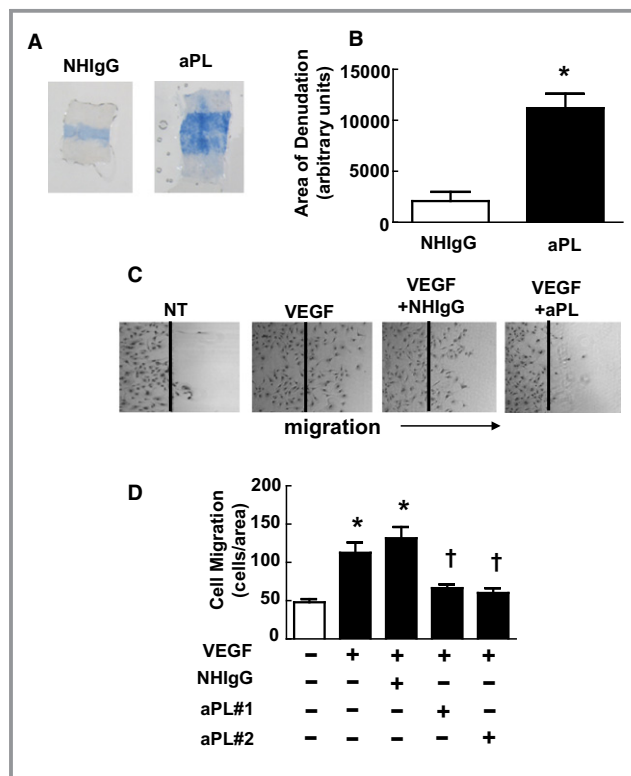 A
NHIgG
aPL
B
Area of Denudation
(arbitrary units)
15000
10000
5000
0
*
NHIgG
aPL
C
NT
VEGF
VEGF
+NHIgG
VEGF
+aPL
migration
D
Cell Migration
(cells/area)
200
150
100
50
0
* * † †
VEGF – + + + +
NHIgG – – + – –
aPL#1 – – – + –
aPL#2 – – – – +